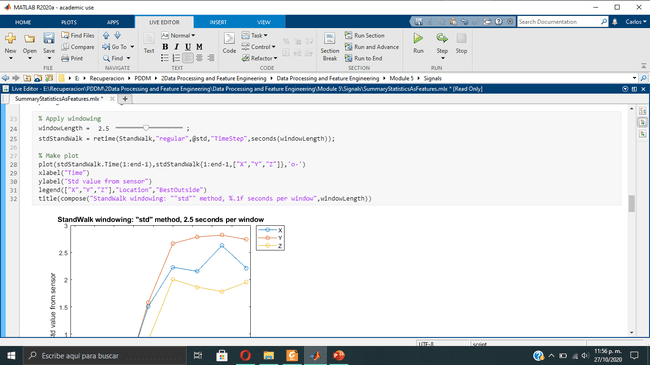 MATLAB R2020a - academic use
HOME PLOTS APPS LIVE EDITOR INSERT VIEW
Search Documentation
Carlos
New Open Save
Find Files
Compare
Print
Go To
Find
Text
Normal
B I U M
Code
Task
Control
Refactor
Section Break
Run Section
Run and Advance
Run to End
Run Step Stop
FILE NAVIGATE TEXT CODE SECTION RUN
E: Recuperacion PDDM 2Data Processing and Feature Engineering Data Processing and Feature Engineering Module 5 Signals
Live Editor - E:\Recuperacion\PDDM\2Data Processing and Feature Engineering\Data Processing and Feature Engineering\Module 5\Signals\SummaryStatisticsAsFeatures.mlx * [Read Only]
SummaryStatisticsAsFeatures.mlx *
23 % Apply windowing
24 windowLength = 2.5 ;
25 stdStandWalk = retime(StandWalk,"regular",@std,"TimeStep",seconds(windowLength));
27 % Make plot
28 plot(stdStandWalk.Time(1:end-1),stdStandWalk{1:end-1,["X","Y","Z"]},'o-')
29 xlabel("Time")
30 ylabel("Std value from sensor")
31 legend(["X","Y","Z"],"Location","BestOutside")
32 title(compose("StandWalk windowing: ""std"" method, %.1f seconds per window",windowLength))
StandWalk windowing: "std" method, 2.5 seconds per window
3
2.5
2
1.5
1
td value from sensor
X
Y
Z
UTF-8 script
Escribe aquí para buscar
11:56 p. m.
27/10/2020